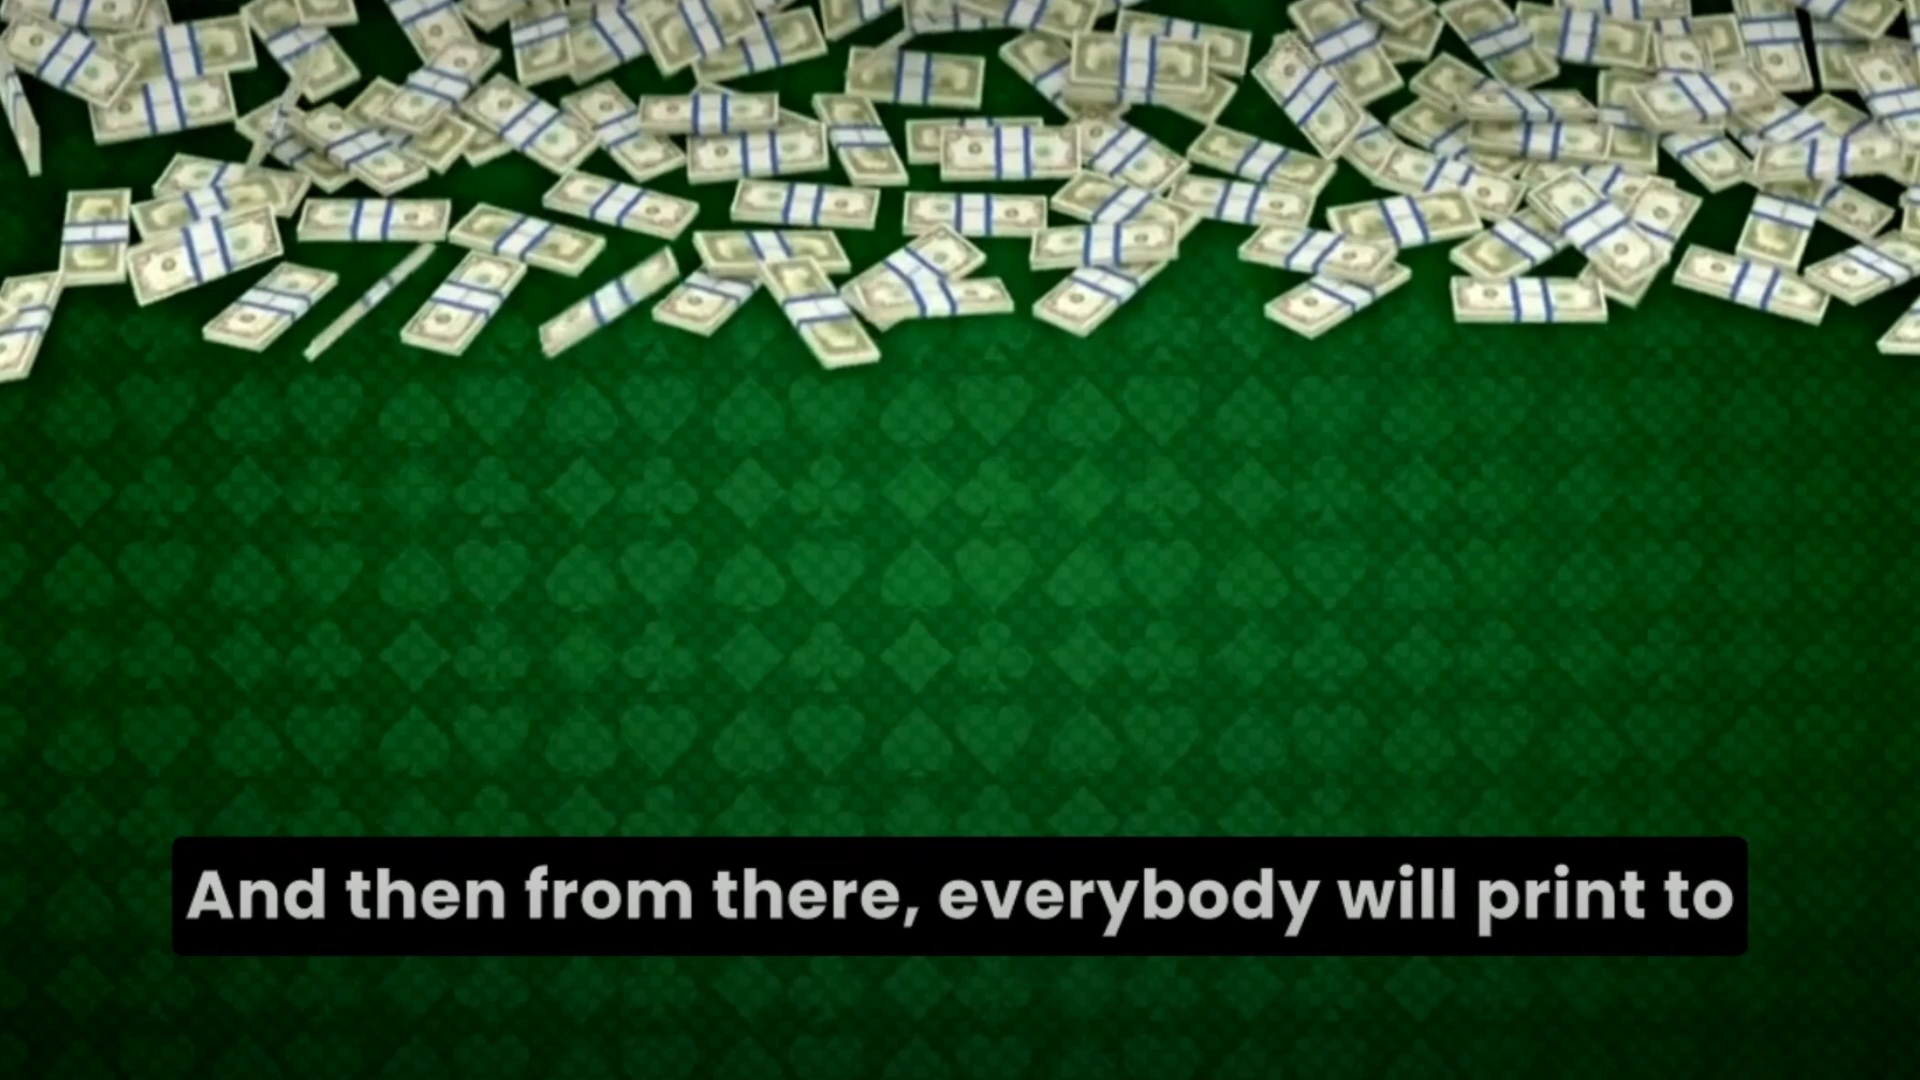 And then from there, everybody will print to